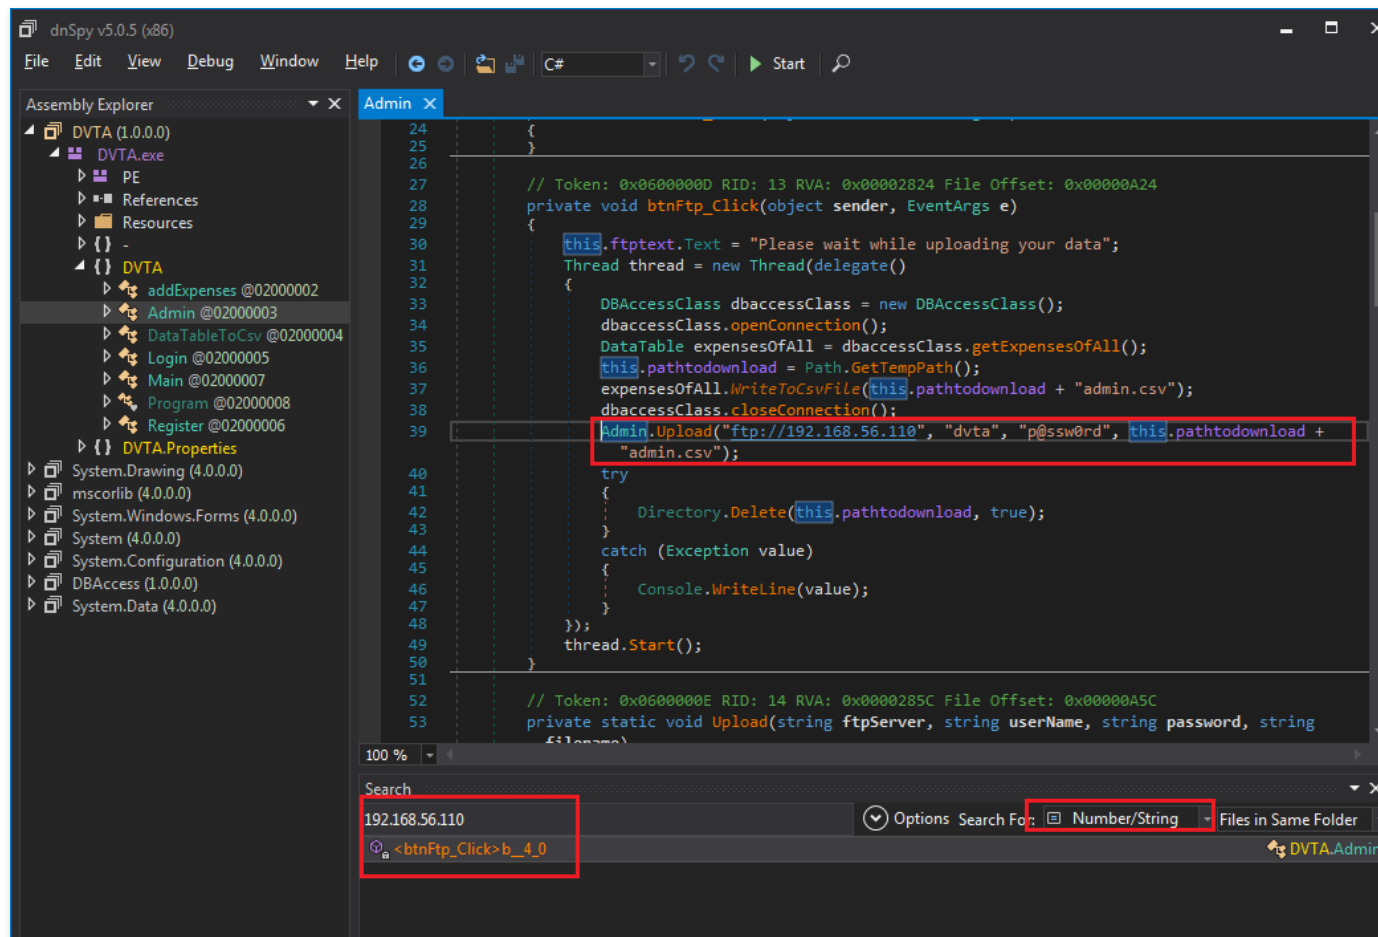 dnSpy v5.0.5 (x86)
File Edit View Debug Window Help C# Start
Assembly Explorer
DVTA (1.0.0.0)
DVTA.exe
PE
References
Resources
{ } -
{ } DVTA
addExpenses @02000002
Admin @02000003
DataTableToCsv @02000004
Login @02000005
Main @02000007
Program @02000008
Register @02000006
{ } DVTA.Properties
System.Drawing (4.0.0.0)
mscorlib (4.0.0.0)
System.Windows.Forms (4.0.0.0)
System (4.0.0.0)
System.Configuration (4.0.0.0)
DBAccess (1.0.0.0)
System.Data (4.0.0.0)
Admin
24 {
25 }
26
27 // Token: 0x0600000D RID: 13 RVA: 0x00002824 File Offset: 0x00000A24
28 private void btnFtp_Click(object sender, EventArgs e)
29 {
30 this.ftptext.Text = "Please wait while uploading your data";
31 Thread thread = new Thread(delegate()
32 {
33 DBAccessClass dbaccessClass = new DBAccessClass();
34 dbaccessClass.openConnection();
35 DataTable expensesOfAll = dbaccessClass.getExpensesOfAll();
36 this.pathtodownload = Path.GetTempPath();
37 expensesOfAll.WriteToCsvFile(this.pathtodownload + "admin.csv");
38 dbaccessClass.closeConnection();
39 Admin.Upload("ftp://192.168.56.110", "dvta", "p@ssw0rd", this.pathtodownload +
"admin.csv");
40 try
41 {
42 Directory.Delete(this.pathtodownload, true);
43 }
44 catch (Exception value)
45 {
46 Console.WriteLine(value);
47 }
48 });
49 thread.Start();
50 }
51
52 // Token: 0x0600000E RID: 14 RVA: 0x0000285C File Offset: 0x00000A5C
53 private static void Upload(string ftpServer, string userName, string password, string
filename)
100 %
Search
192.168.56.110 Options Search For: Number/String Files in Same Folder
<btnFtp_Click>b__4_0 DVTA.Admin